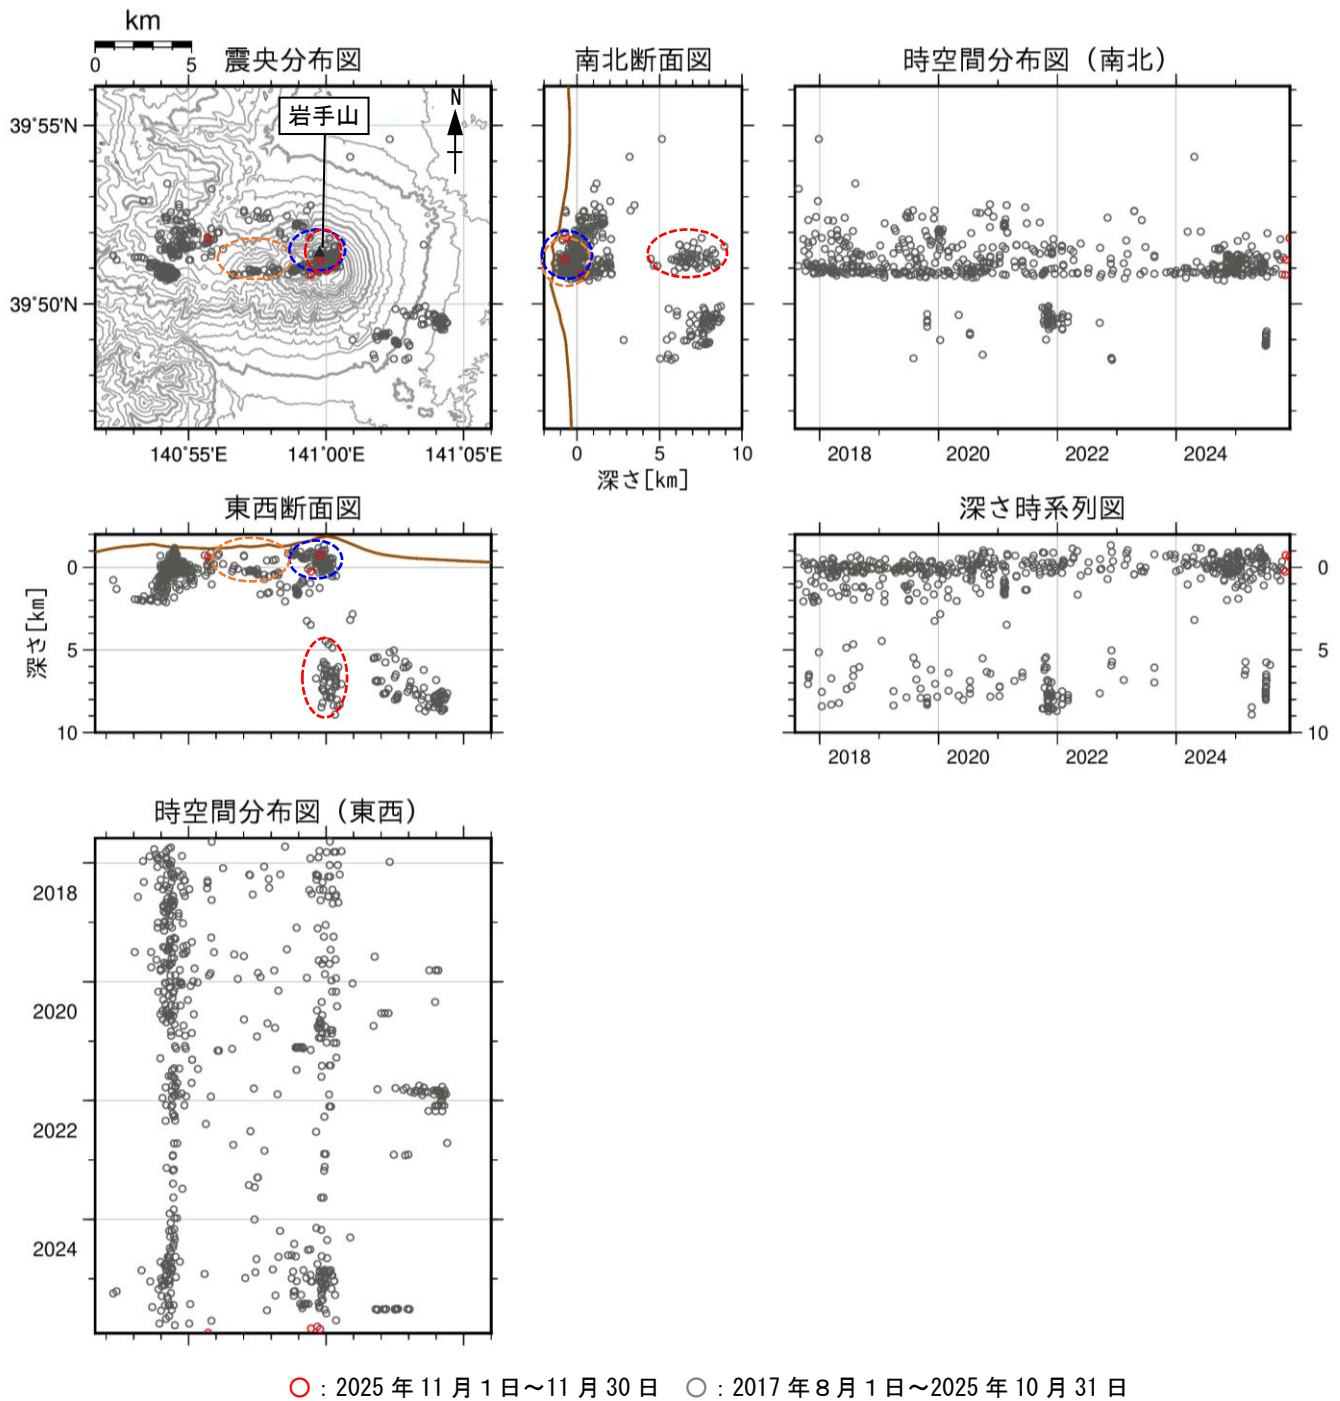 km
0 5
震央分布図
岩手山
N
39°55'N
39°50'N
140°55'E 141°00'E 141°05'E
南北断面図
0 5 10
深さ[km]
時空間分布図（南北）
2018 2020 2022 2024
東西断面図
深さ[km]
0
5
10
深さ時系列図
0
5
10
2018 2020 2022 2024
時空間分布図（東西）
2018
2020
2022
2024
○：2025年11月1日～11月30日 ○：2017年8月1日～2025年10月31日